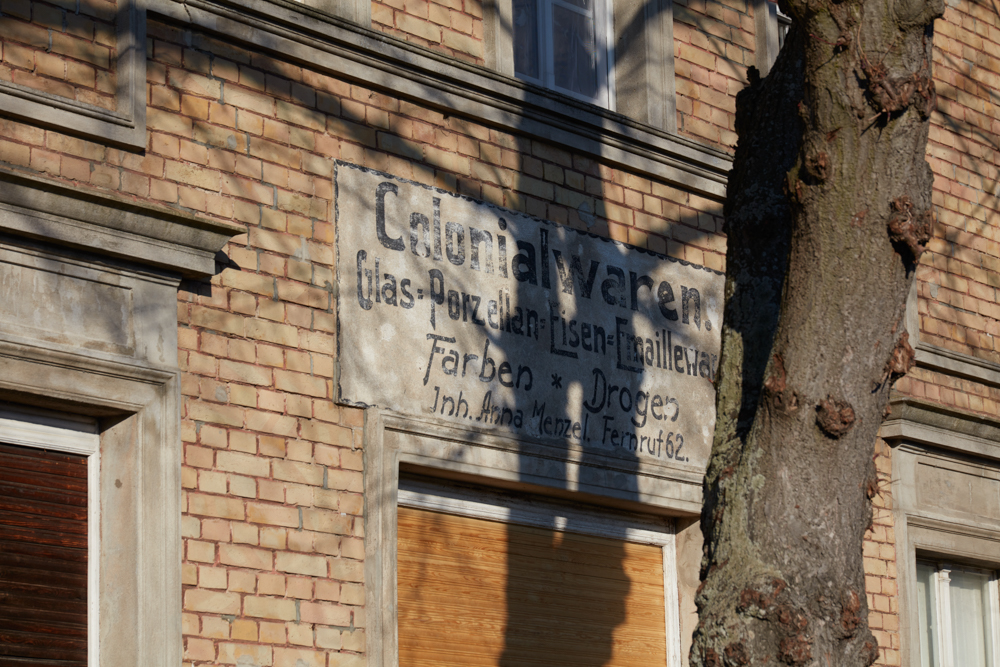 Colonialwaren.
Glas=Porzellan=Eisen=Emaillewa
Farben * Drogen
Inh. Anna Menzel. Fernruf 62.